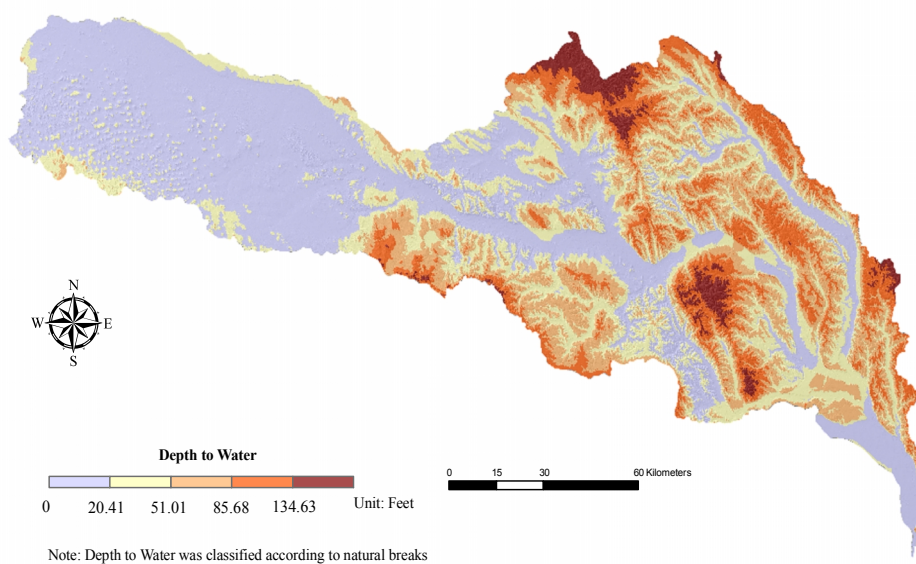 N
W E
S
Depth to Water
0 20.41 51.01 85.68 134.63 Unit: Feet
0 15 30 60 Kilometers
Note: Depth to Water was classified according to natural breaks